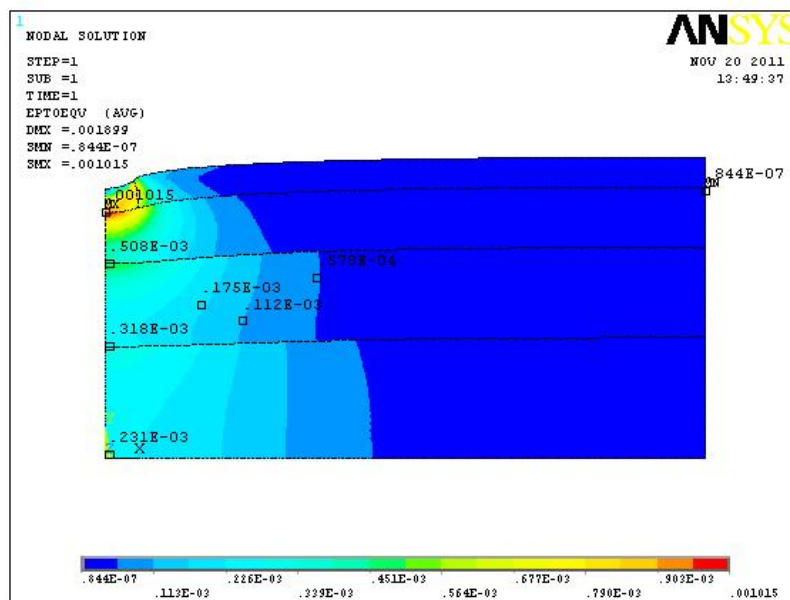 1
ANSYS
NODAL SOLUTION
NOV 20 2011
13:49:37
STEP=1
SUB =1
TIME=1
EPTOEQV (AVG)
DMX =.001899
SMN =.844E-07
SMX =.001015
.844E-07
MN
.001015
MX
.508E-03
.578E-04
.175E-03
.112E-03
.318E-03
.231E-03
X
.844E-07
.226E-03
.451E-03
.677E-03
.903E-03
.113E-03
.339E-03
.564E-03
.790E-03
.001015